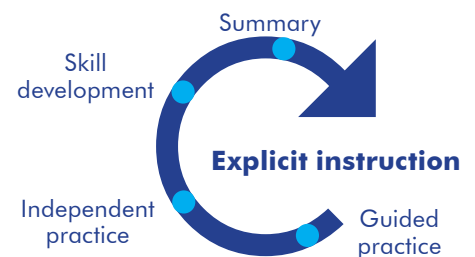 Summary
Skill
development
Explicit instruction
Independent
practice
Guided
practice